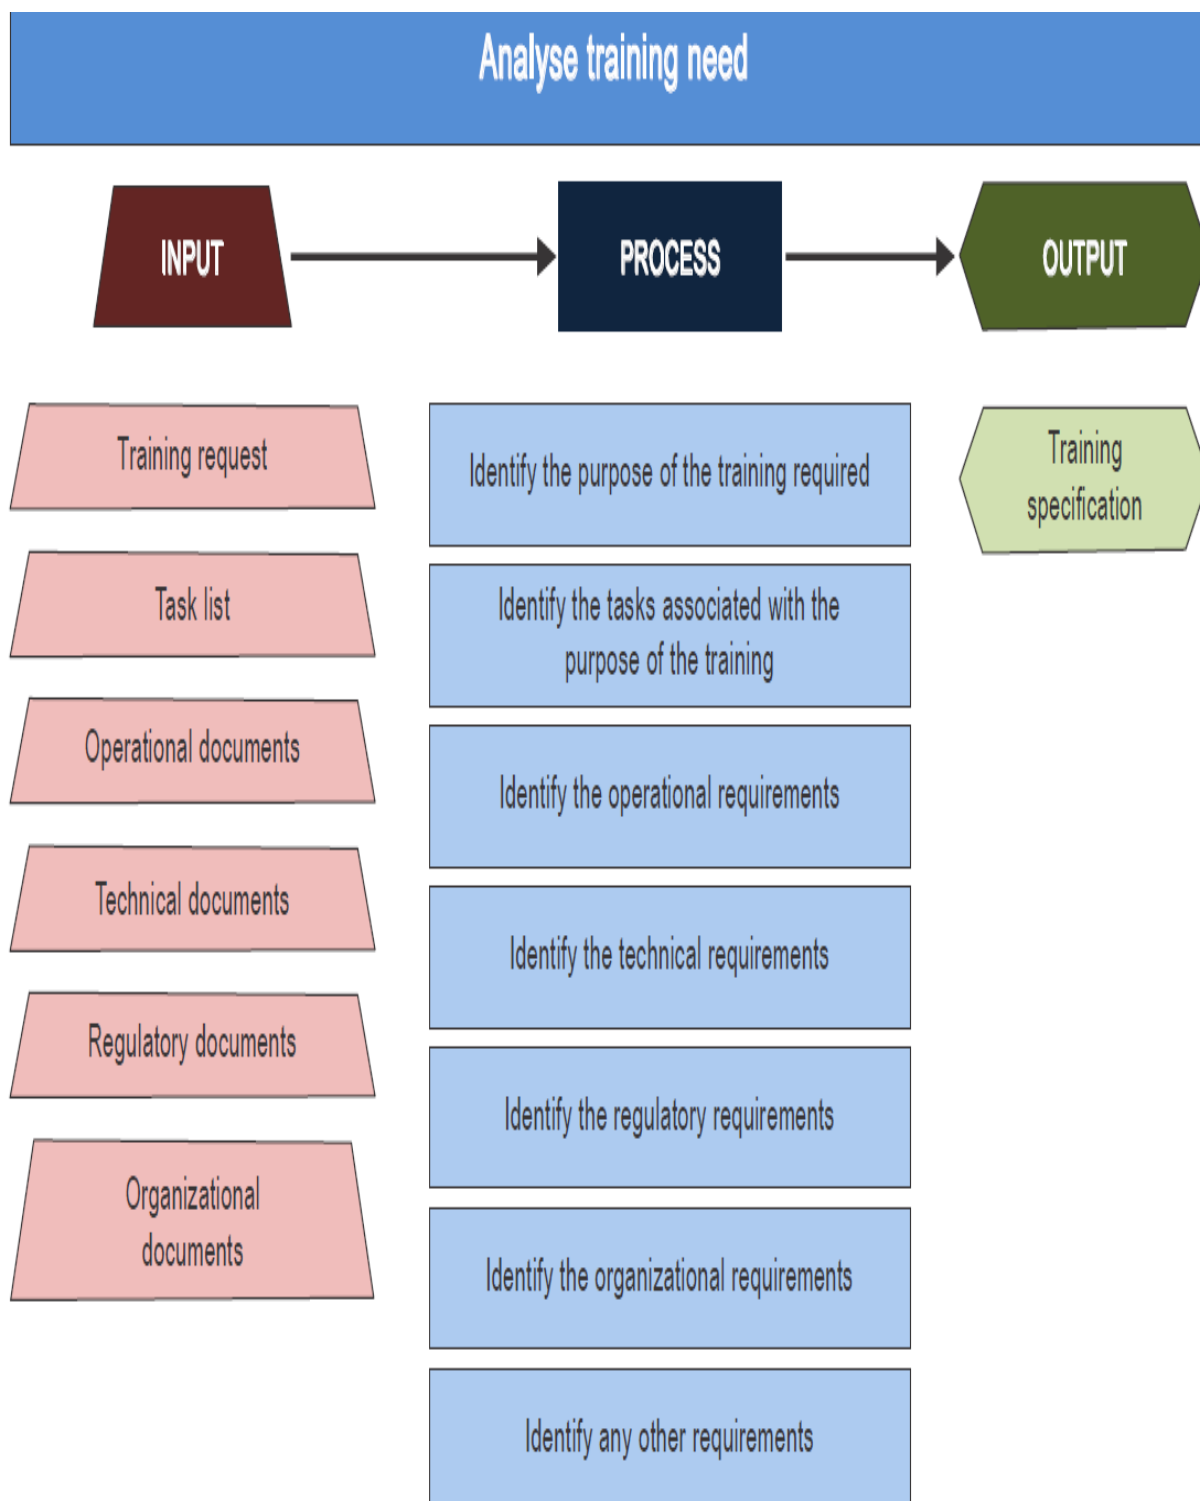 Analyse training need
INPUT
PROCESS
OUTPUT
Training request
Task list
Operational documents
Technical documents
Regulatory documents
Organizational
documents
Identify the purpose of the training required
Identify the tasks associated with the
purpose of the training
Identify the operational requirements
Identify the technical requirements
Identify the regulatory requirements
Identify the organizational requirements
Identify any other requirements
Training
specification